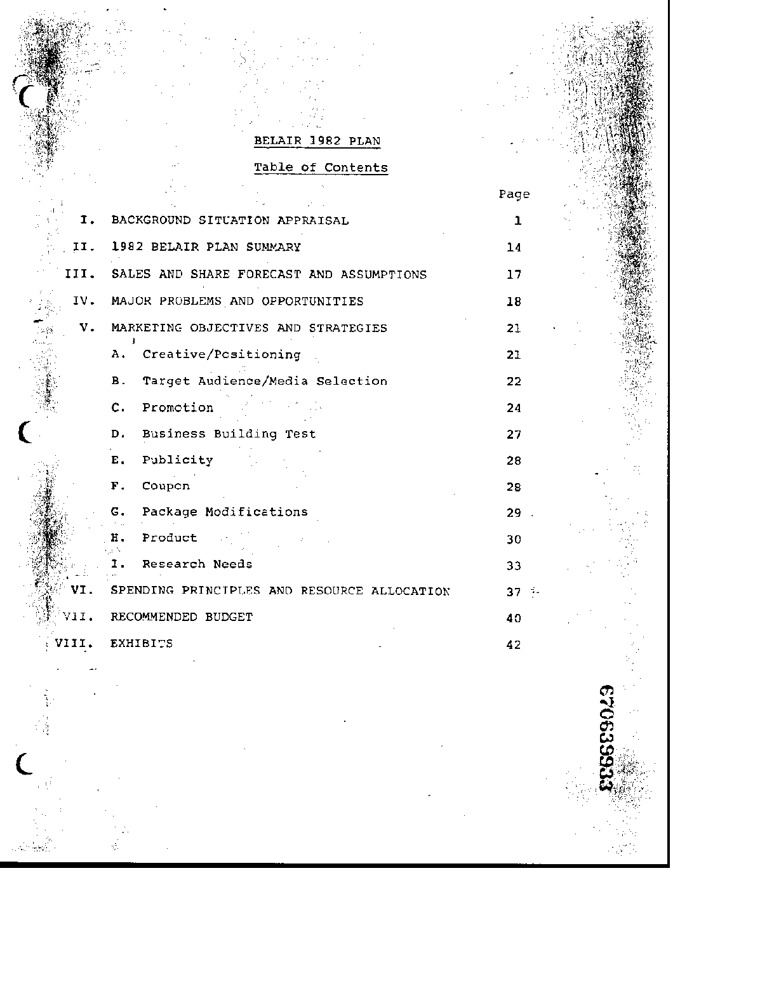 BELAIR 1982 PLAN
Table of Contents
Page
I. BACKGROUND SITUATION APPRAISAL 1
II. 1982 BELAIR PLAN SUMMARY 14
III. SALES AND SHARE FORECAST AND ASSUMPTIONS 17
IV. MAJOR PROBLEMS AND OPPORTUNITIES 18
V. MARKETING OBJECTIVES AND STRATEGIES 21
A. Creative/Positioning 21
B. Target Audience/Media Selection 22
C. Promotion 24
D. Business Building Test 27
E. Publicity 28
F. Coupon 28
G. Package Modifications 29
H. Product 30
I. Research Needs 33
VI. SPENDING PRINCIPLES AND RESOURCE ALLOCATION 37
VII. RECOMMENDED BUDGET 40
VIII. EXHIBITS 42
670639933